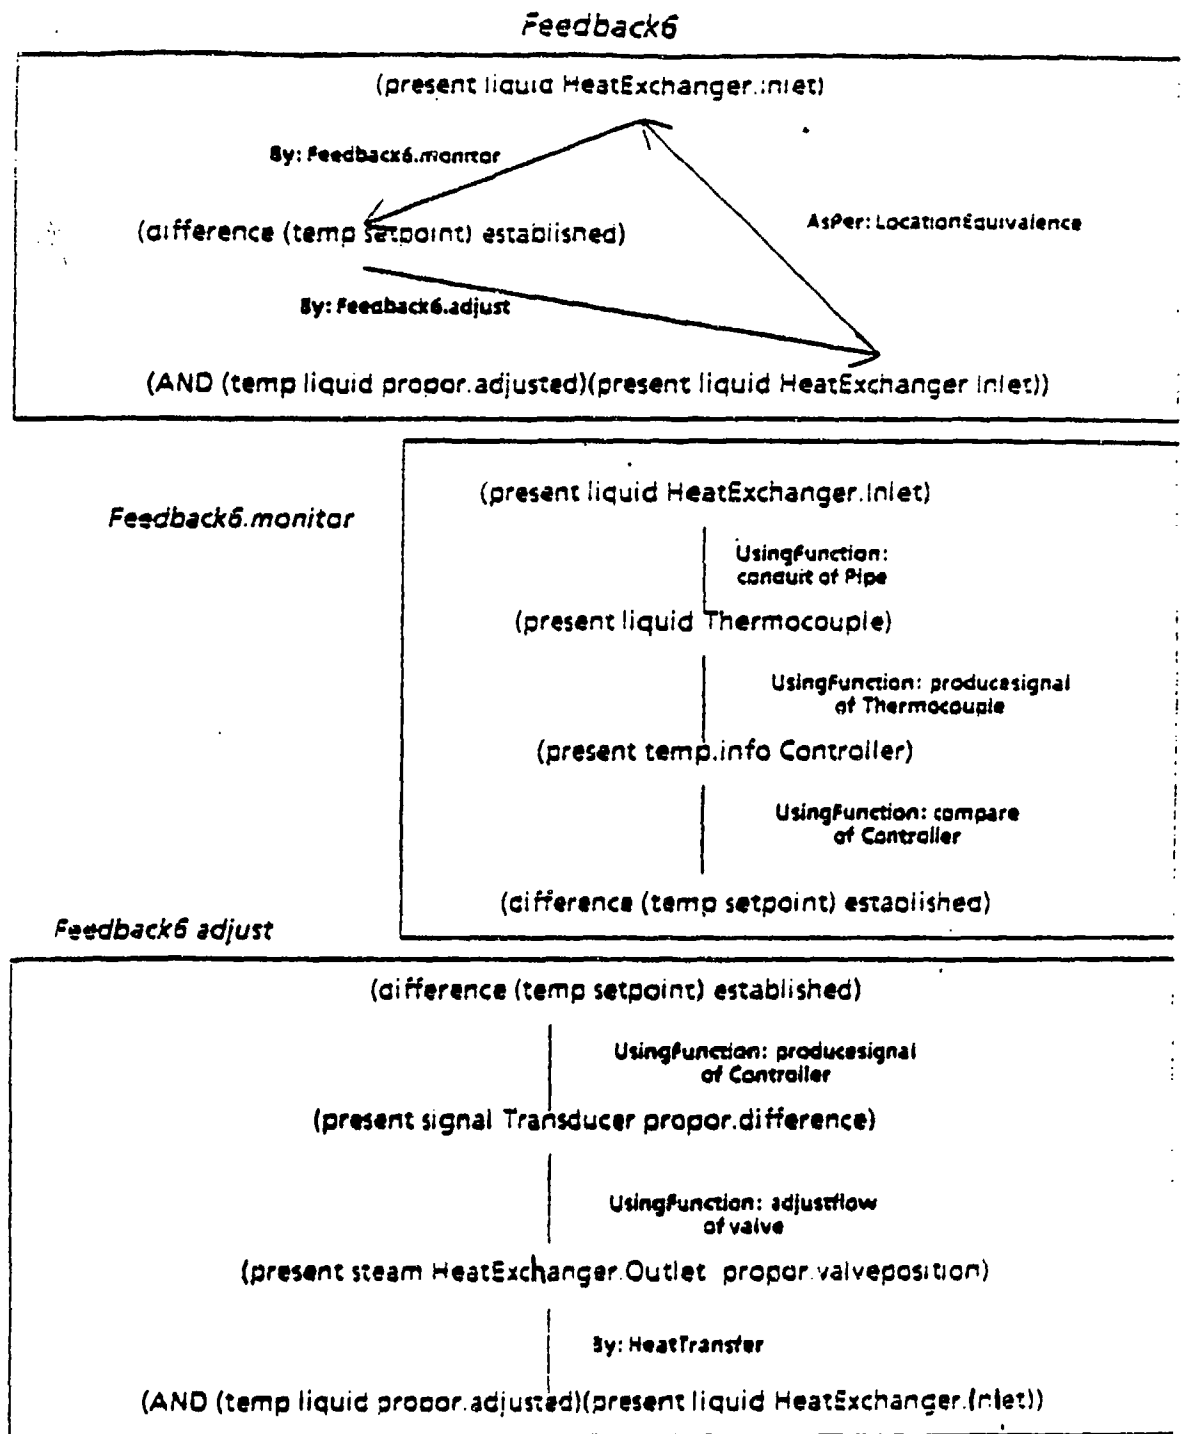 Feedback6
(present liquid HeatExchanger.Inlet)
By: Feedback6.monitor
(difference (temp setpoint) established)
AsPer: LocationEquivalence
By: Feedback6.adjust
(AND (temp liquid propor.adjusted)(present liquid HeatExchanger Inlet))
Feedback6.monitor
(present liquid HeatExchanger.Inlet)
UsingFunction:
conduit of Pipe
(present liquid Thermocouple)
UsingFunction: producesignal
of Thermocouple
(present temp.info Controller)
UsingFunction: compare
of Controller
(difference (temp setpoint) established)
Feedback6 adjust
(difference (temp setpoint) established)
UsingFunction: producesignal
of Controller
(present signal Transducer propor.difference)
UsingFunction: adjustflow
of valve
(present steam HeatExchanger.Outlet propor.valveposition)
By: HeatTransfer
(AND (temp liquid propor.adjusted)(present liquid HeatExchanger.Inlet))